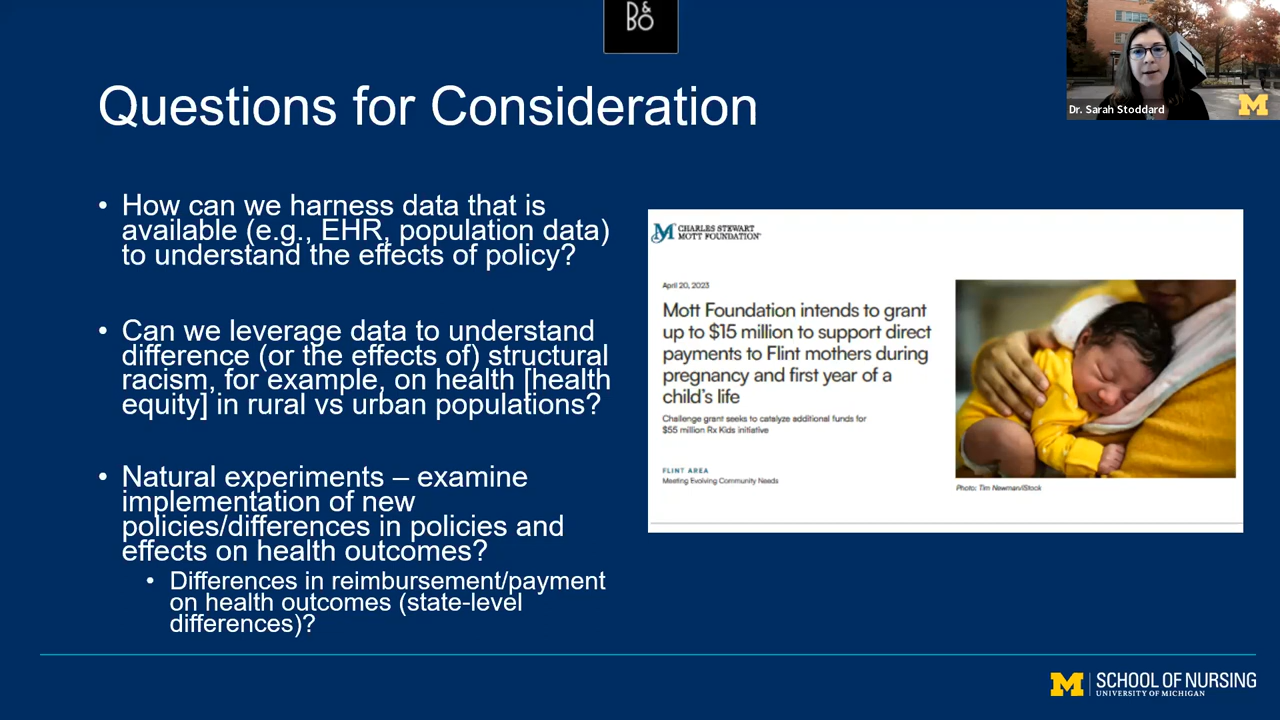 D&
BO
Dr. Sarah Stoddard
M
Questions for Consideration
• How can we harness data that is
available (e.g., EHR, population data)
to understand the effects of policy?
• Can we leverage data to understand
difference (or the effects of) structural
racism, for example, on health [health
equity] in rural vs urban populations?
• Natural experiments – examine
implementation of new
policies/differences in policies and
effects on health outcomes?
• Differences in reimbursement/payment
on health outcomes (state-level
differences)?
M CHARLES STEWART
MOTT FOUNDATION®
April 20, 2023
Mott Foundation intends to grant
up to $15 million to support direct
payments to Flint mothers during
pregnancy and first year of a
child's life
Challenge grant seeks to catalyze additional funds for
$55 million Rx Kids initiative
FLINT AREA
Meeting Evolving Community Needs
Photo: Tim Newman/iStock
M SCHOOL OF NURSING
UNIVERSITY OF MICHIGAN